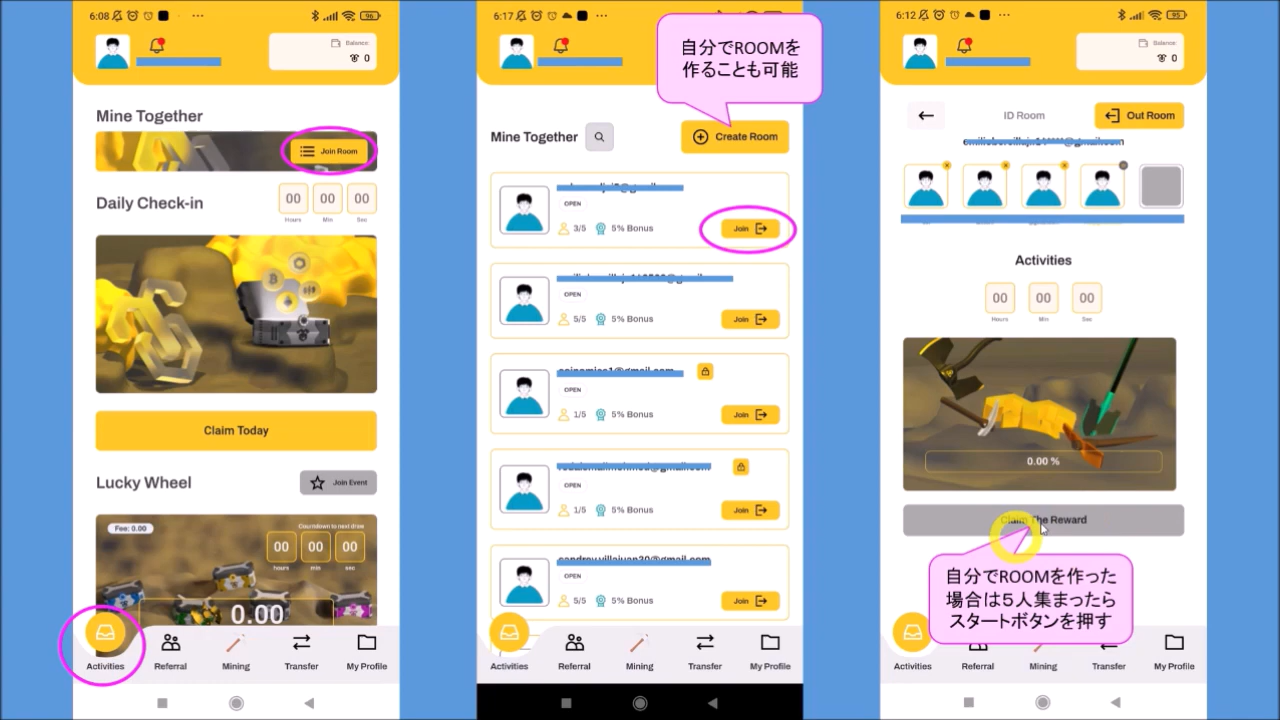 6:08
96
Balance:
0
Mine Together
Join Room
Daily Check-in
00 00 00
Hours Min Sec
Claim Today
Lucky Wheel
Join Event
Fee: 0.00
Countdown to next draw
00 00 00
hours min sec
0.00
Activities
Referral
Mining
Transfer
My Profile
6:17
自分でROOMを
作ることも可能
Mine Together
Create Room
OPEN
3/5 5% Bonus
Join
OPEN
5/5 5% Bonus
Join
OPEN
1/5 5% Bonus
Join
OPEN
1/5 5% Bonus
Join
OPEN
5/5 5% Bonus
Join
Activities
Referral
Mining
Transfer
My Profile
6:12
95
Balance:
0
ID Room
Out Room
Activities
00 00 00
Hours Min Sec
0.00 %
Claim The Reward
自分でROOMを作った
場合は5人集まったら
スタートボタンを押す
Activities
Referral
Mining
Transfer
My Profile